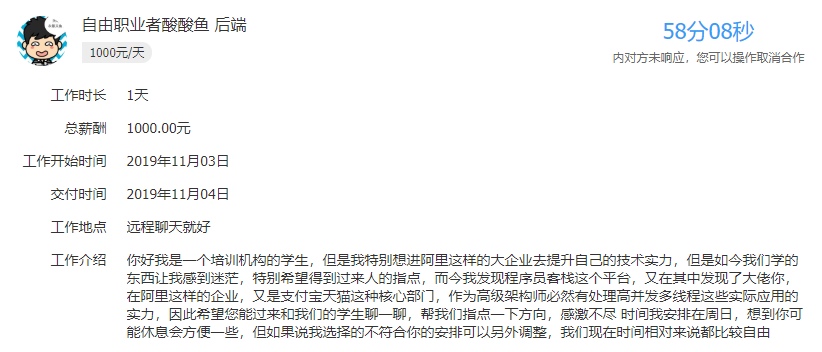 自由职业者酸酸鱼 后端
58分08秒
1000元/天
内对方未响应，您可以操作取消合作
工作时长 1天
总薪酬 1000.00元
工作开始时间 2019年11月03日
交付时间 2019年11月04日
工作地点 远程聊天就好
工作介绍 你好我是一个培训机构的学生，但是我特别想进阿里这样的大企业去提升自己的技术实力，但是如今我们学的
东西让我感到迷茫，特别希望得到过来人的指点，而今我发现程序员客栈这个平台，又在其中发现了大佬你，
在阿里这样的企业，又是支付宝天猫这种核心部门，作为高级架构师必然有处理高并发多线程这些实际应用的
实力，因此希望您能过来和我们的学生聊一聊，帮我们指点一下方向，感激不尽 时间我安排在周日，想到你可
能休息会方便一些，但如果说我选择的不符合你的安排可以另外调整，我们现在时间相对来说都比较自由